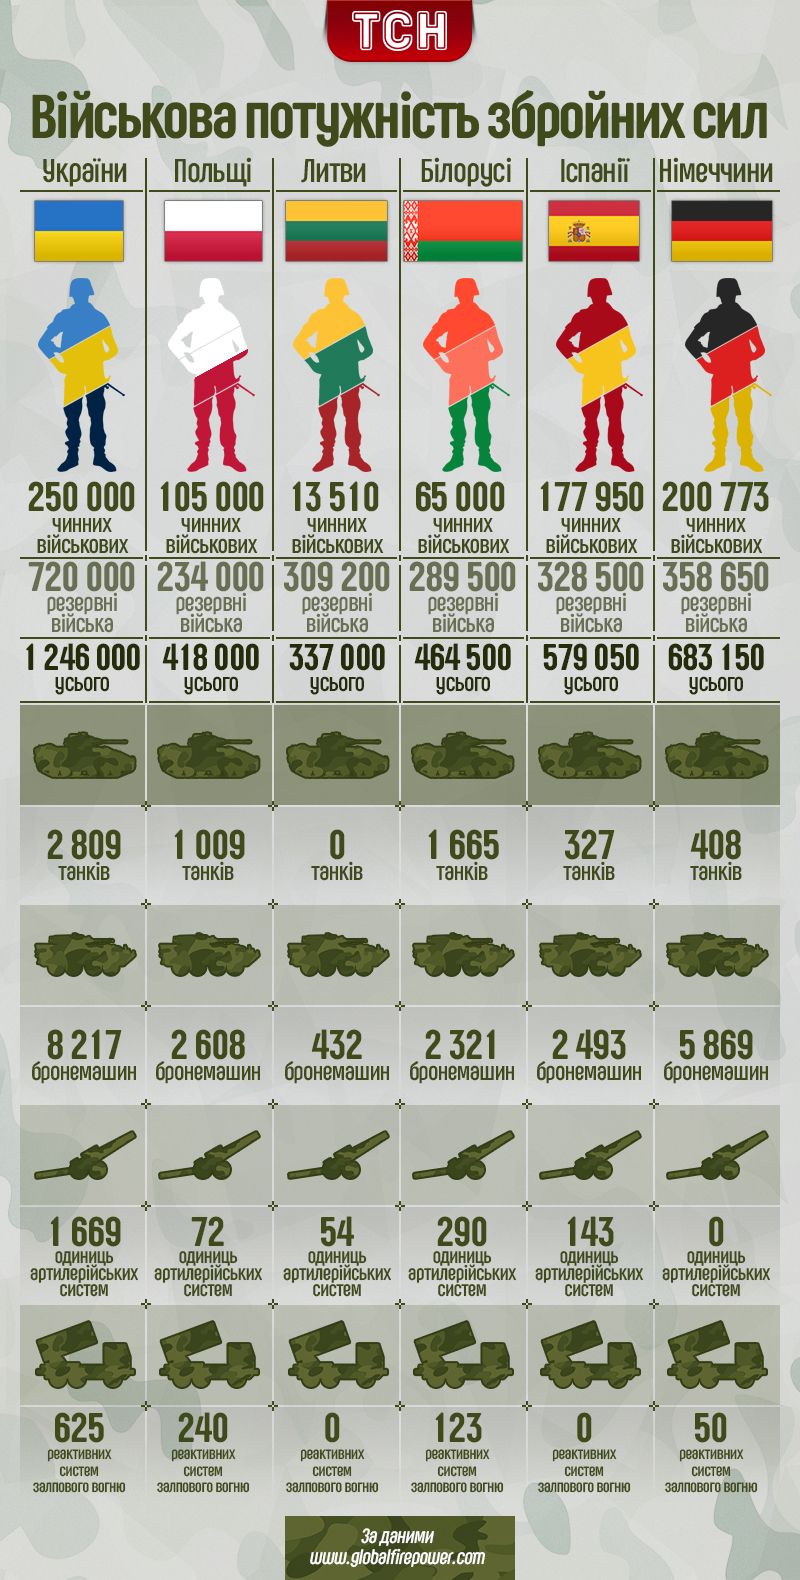 ТСН
Військова потужність збройних сил
України Польщі Литви Білорусі Іспанії Німеччини
250 000 105 000 13 510 65 000 177 950 200 773
чинних чинних чинних чинних чинних чинних
військових військових військових військових військових військових
720 000 234 000 309 200 289 500 328 500 358 650
резервні резервні резервні резервні резервні резервні
війська війська війська війська війська війська
1 246 000 418 000 337 000 464 500 579 050 683 150
усього усього усього усього усього усього
2 809 1 009 0 1 665 327 408
танків танків танків танків танків танків
8 217 2 608 432 2 321 2 493 5 869
бронемашин бронемашин бронемашин бронемашин бронемашин бронемашин
1 669 72 54 290 143 0
одиниць одиниць одиниць одиниць одиниць одиниць
артилерійських артилерійських артилерійських артилерійських артилерійських артилерійських
систем систем систем систем систем систем
625 240 0 123 0 50
реактивних реактивних реактивних реактивних реактивних реактивних
систем систем систем систем систем систем
залпового вогню залпового вогню залпового вогню залпового вогню залпового вогню залпового вогню
За даними
www.globalfirepower.com